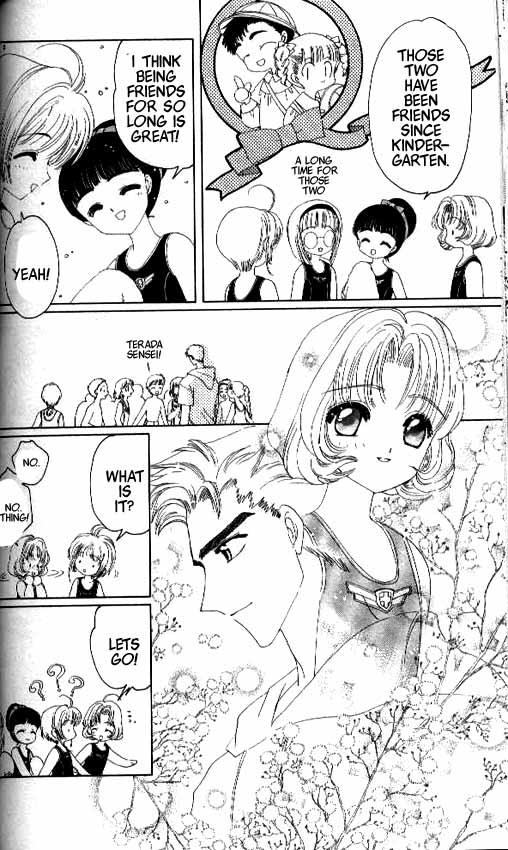 THOSE
TWO
HAVE
BEEN
FRIENDS
SINCE
KINDER-
GARTEN.
A LONG
TIME FOR
THOSE
TWO
I THINK
BEING
FRIENDS
FOR SO
LONG IS
GREAT!
YEAH!
TERADA
SENSEI!
WHAT
IS
IT?
NO.
NO.
THING!
LETS
GO!
? ? ?